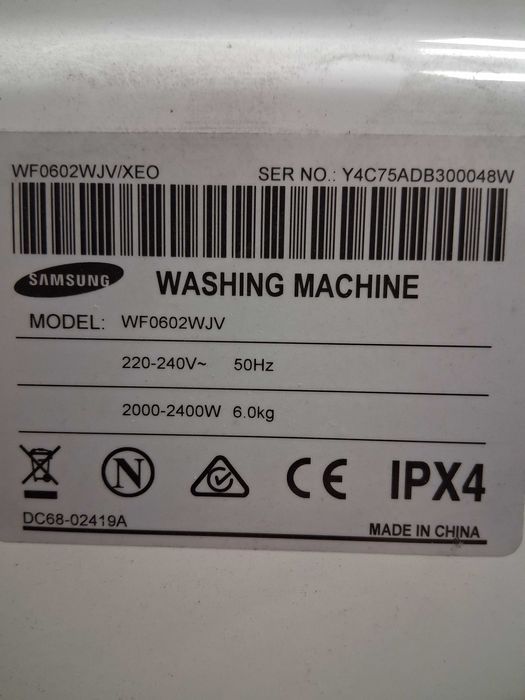 WF0602WJV/XEO SER NO.: Y4C75ADB300048W
SAMSUNG WASHING MACHINE
MODEL: WF0602WJV
220-240V~ 50Hz
2000-2400W 6.0kg
N CE IPX4
DC68-02419A MADE IN CHINA